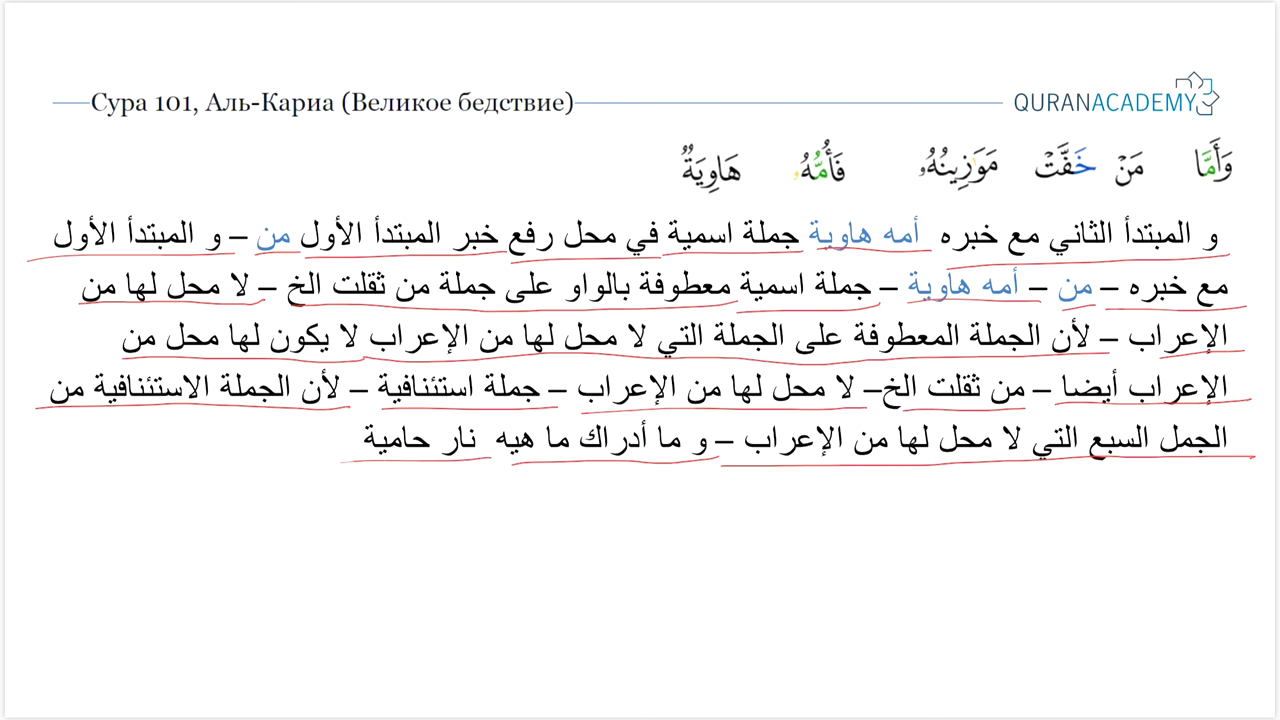 Сура 101, Аль-Кариа (Великое бедствие)
QURANACADEMY
وَأَمَّا مَنْ خَفَّتْ مَوَٰزِينُهُۥ فَأُمُّهُۥ هَاوِيَةٌ
و المبتدأ الثاني مع خبره أمه هاوية جملة اسمية في محل رفع خبر المبتدأ الأول من – و المبتدأ الأول
مع خبره – من – أمه هاوية – جملة اسمية معطوفة بالواو على جملة من ثقلت الخ – لا محل لها من
الإعراب – لأن الجملة المعطوفة على الجملة التي لا محل لها من الإعراب لا يكون لها محل من
الإعراب أيضا – من ثقلت الخ– لا محل لها من الإعراب – جملة استئنافية – لأن الجملة الاستئنافية من
الجمل السبع التي لا محل لها من الإعراب – و ما أدراك ما هيه نار حامية